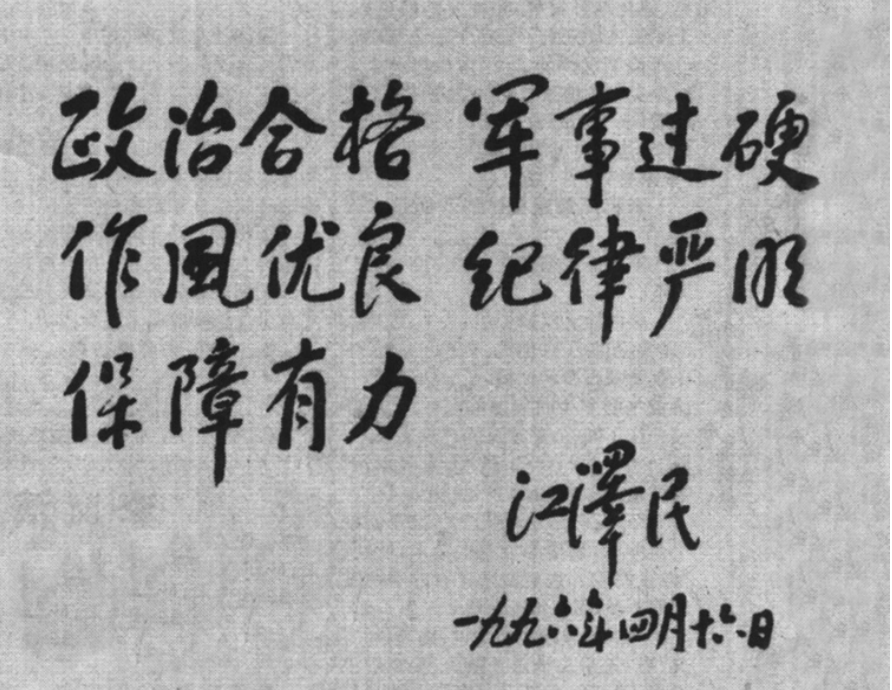 政治合格 军事过硬
作风优良 纪律严明
保障有力
江澤民
一九九六年四月十六日